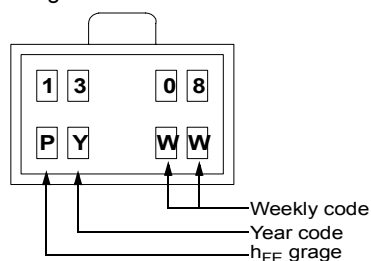 1 3 0 8
P Y W W
Weekly code
Year code
hFE grage